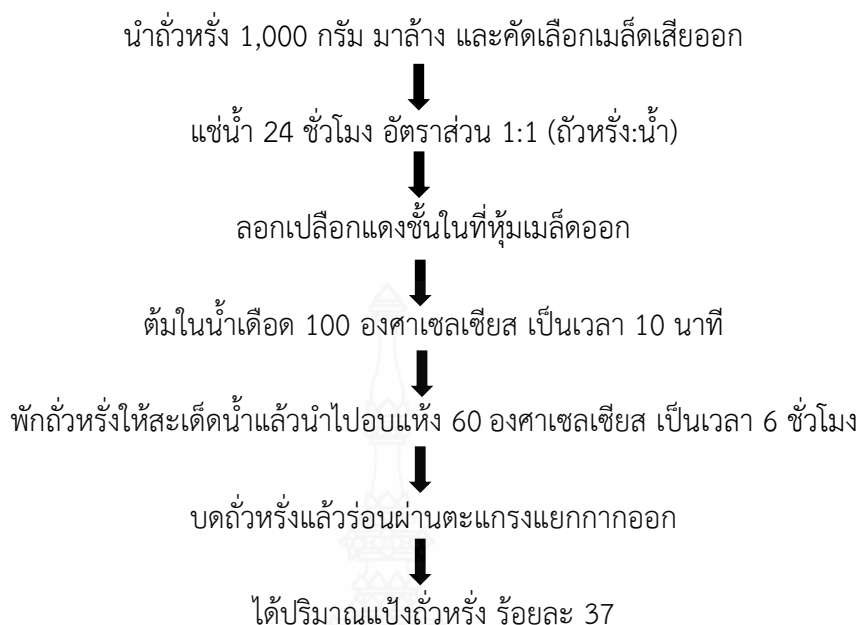 นำถั่วหรั่ง 1,000 กรัม มาล้าง และคัดเลือกเมล็ดเสียออก
แช่น้ำ 24 ชั่วโมง อัตราส่วน 1:1 (ถัวหรั่ง:น้ำ)
ลอกเปลือกแดงชั้นในที่หุ้มเมล็ดออก
ต้มในน้ำเดือด 100 องศาเซลเซียส เป็นเวลา 10 นาที
พักถั่วหรั่งให้สะเด็ดน้ำแล้วนำไปอบแห้ง 60 องศาเซลเซียส เป็นเวลา 6 ชั่วโมง
บดถั่วหรั่งแล้วร่อนผ่านตะแกรงแยกกากออก
ได้ปริมาณแป้งถั่วหรั่ง ร้อยละ 37